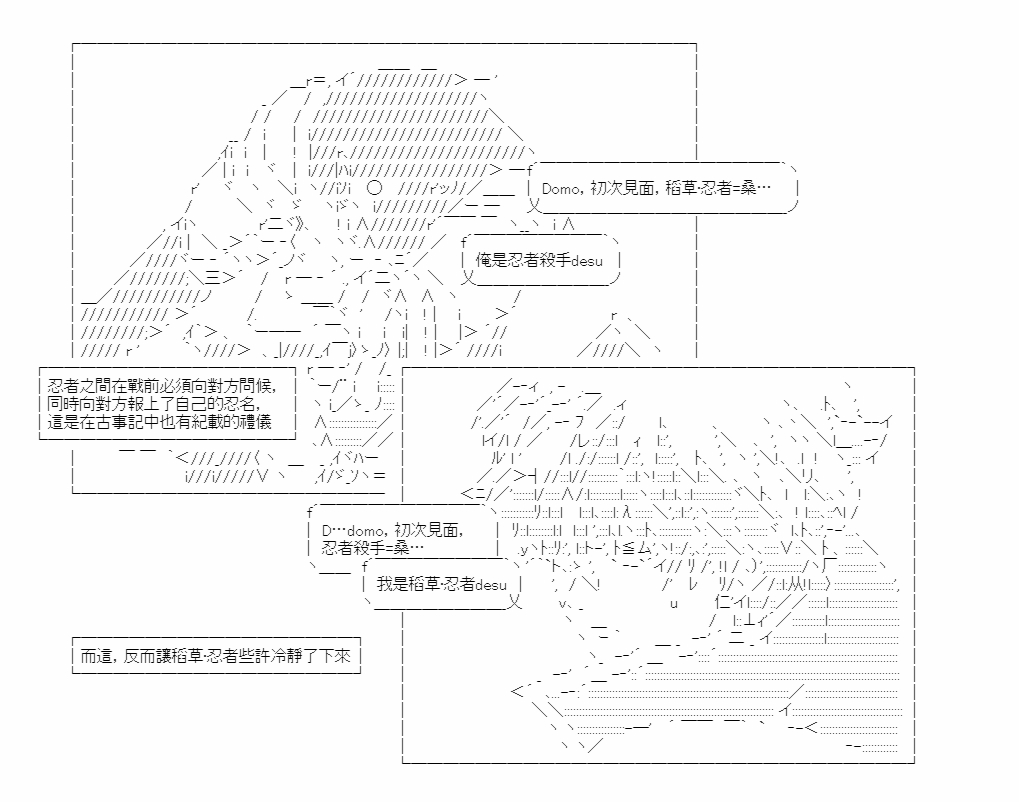 Domo, 初次見面, 稻草·忍者=桑…
俺是忍者殺手desu
忍者之間在戰前必須向對方問候,
同時向對方報上了自己的忍名,
這是在古事記中也有紀載的禮儀
D…domo, 初次見面,
忍者殺手=桑…
我是稻草·忍者desu
而這, 反而讓稻草·忍者些許冷靜了下來